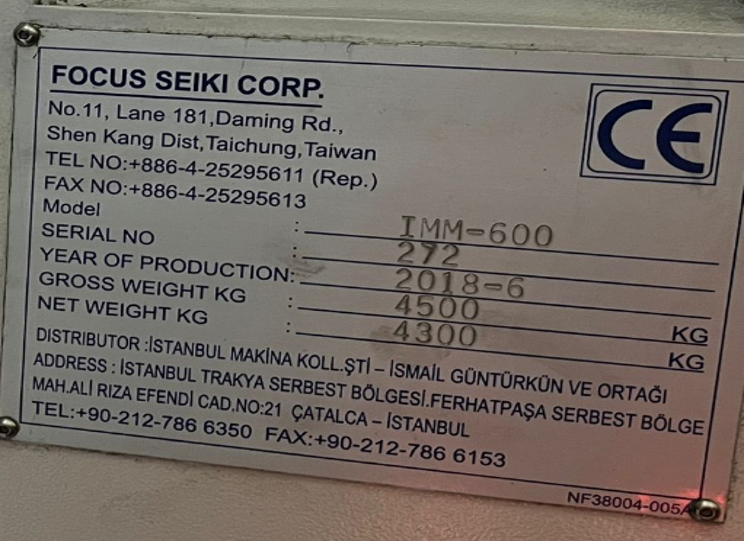 FOCUS SEIKI CORP.
No.11, Lane 181,Daming Rd.,
Shen Kang Dist,Taichung,Taiwan
TEL NO:+886-4-25295611 (Rep.)
FAX NO:+886-4-25295613
CE
Model : IMM-600
SERIAL NO : 272
YEAR OF PRODUCTION: 2018-6
GROSS WEIGHT KG : 4500 KG
NET WEIGHT KG : 4300 KG
DISTRIBUTOR :İSTANBUL MAKİNA KOLL.ŞTİ – İSMAİL GÜNTÜRKÜN VE ORTAĞI
ADDRESS : İSTANBUL TRAKYA SERBEST BÖLGESİ.FERHATPAŞA SERBEST BÖLGE
MAH.ALİ RIZA EFENDİ CAD.NO:21 ÇATALCA – İSTANBUL
TEL:+90-212-786 6350 FAX:+90-212-786 6153
NF38004-005A